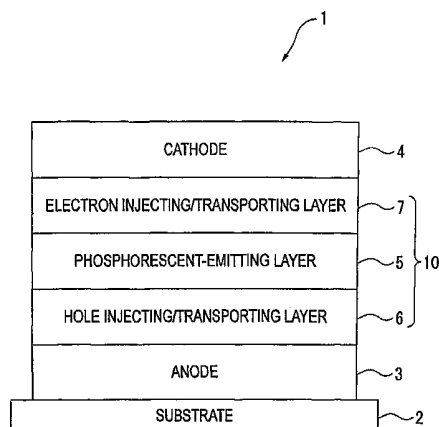 1
CATHODE 4
ELECTRON INJECTING/TRANSPORTING LAYER 7
PHOSPHORESCENT-EMITTING LAYER 5 10
HOLE INJECTING/TRANSPORTING LAYER 6
ANODE 3
SUBSTRATE 2